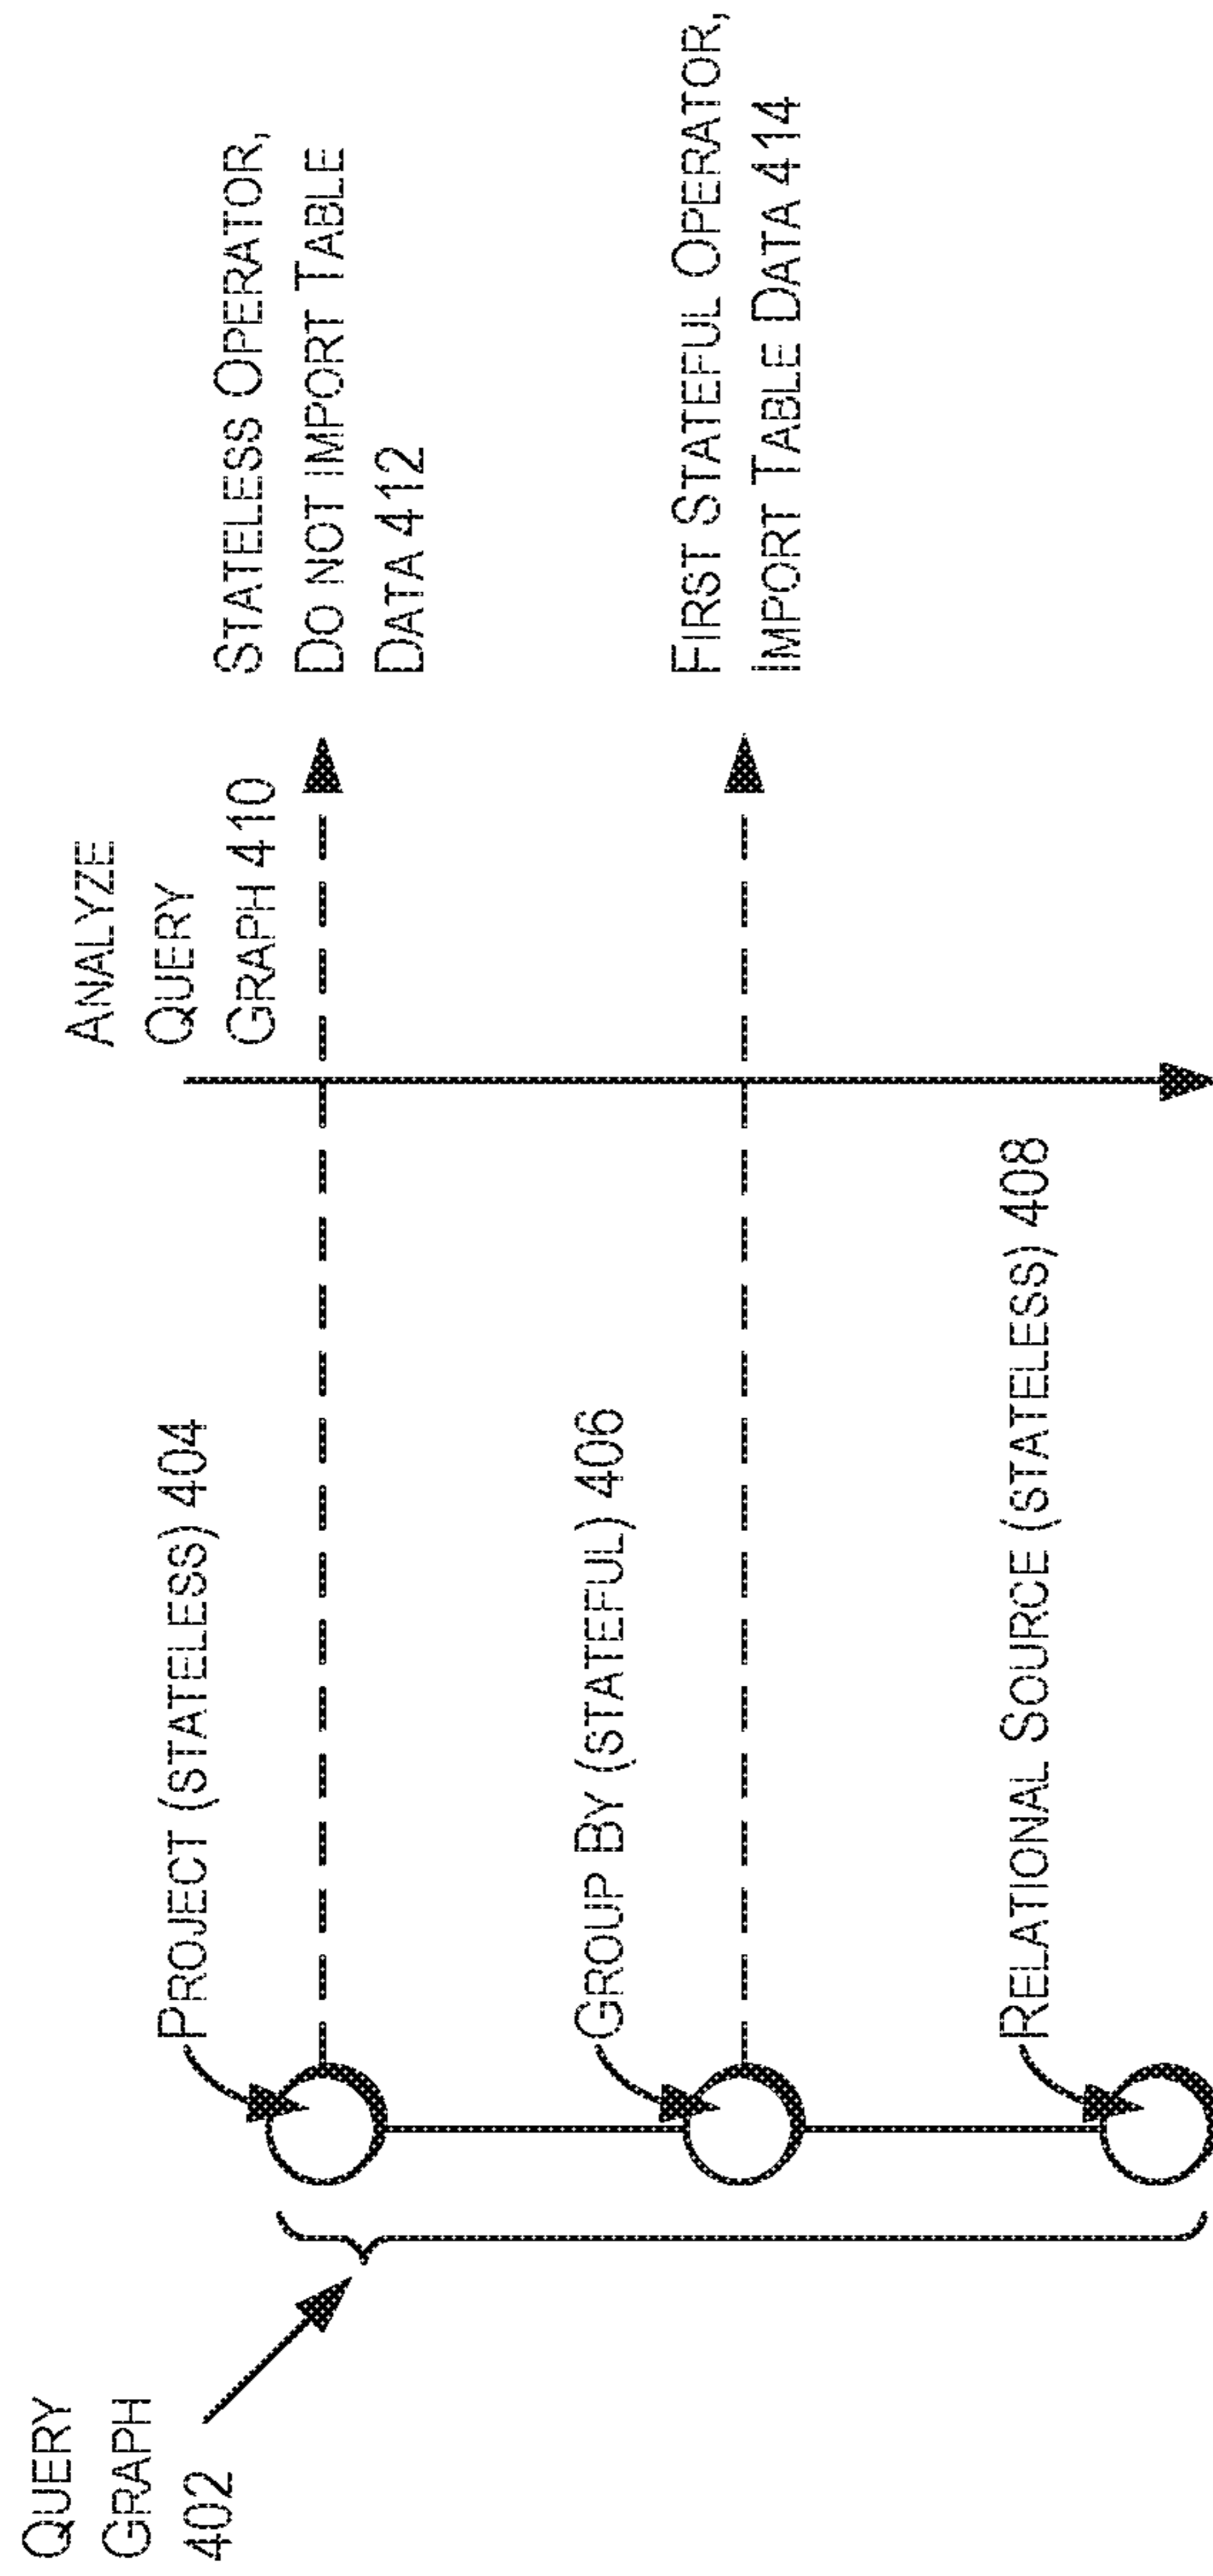 QUERY
GRAPH
402
PROJECT (STATELESS) 404
GROUP BY (STATEFUL) 406
RELATIONAL SOURCE (STATELESS) 408
ANALYZE
QUERY
GRAPH 410
STATELESS OPERATOR,
DO NOT IMPORT TABLE
DATA 412
FIRST STATEFUL OPERATOR,
IMPORT TABLE DATA 414